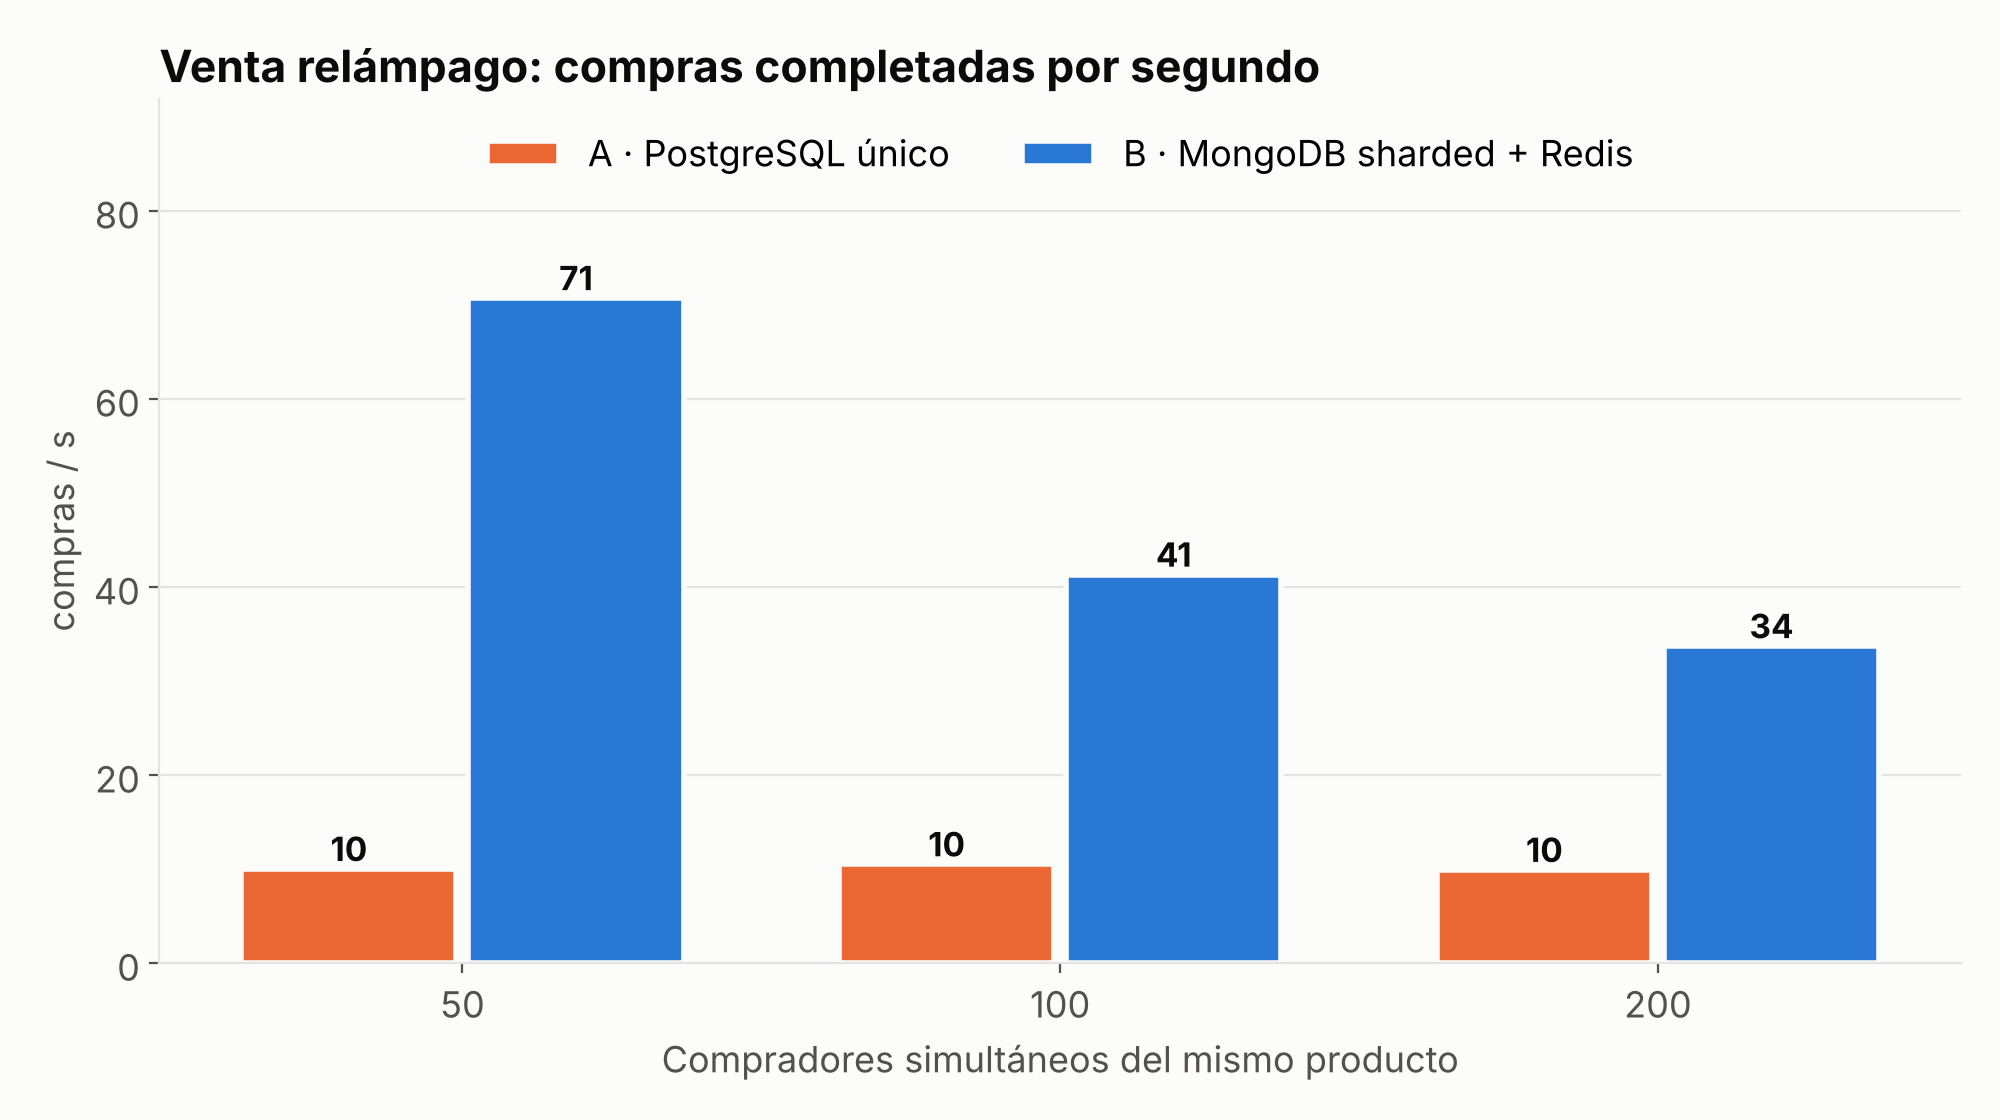 Venta relámpago: compras completadas por segundo
A · PostgreSQL único
B · MongoDB sharded + Redis
compras / s
80
60
40
20
0
10
71
10
41
10
34
50
100
200
Compradores simultáneos del mismo producto